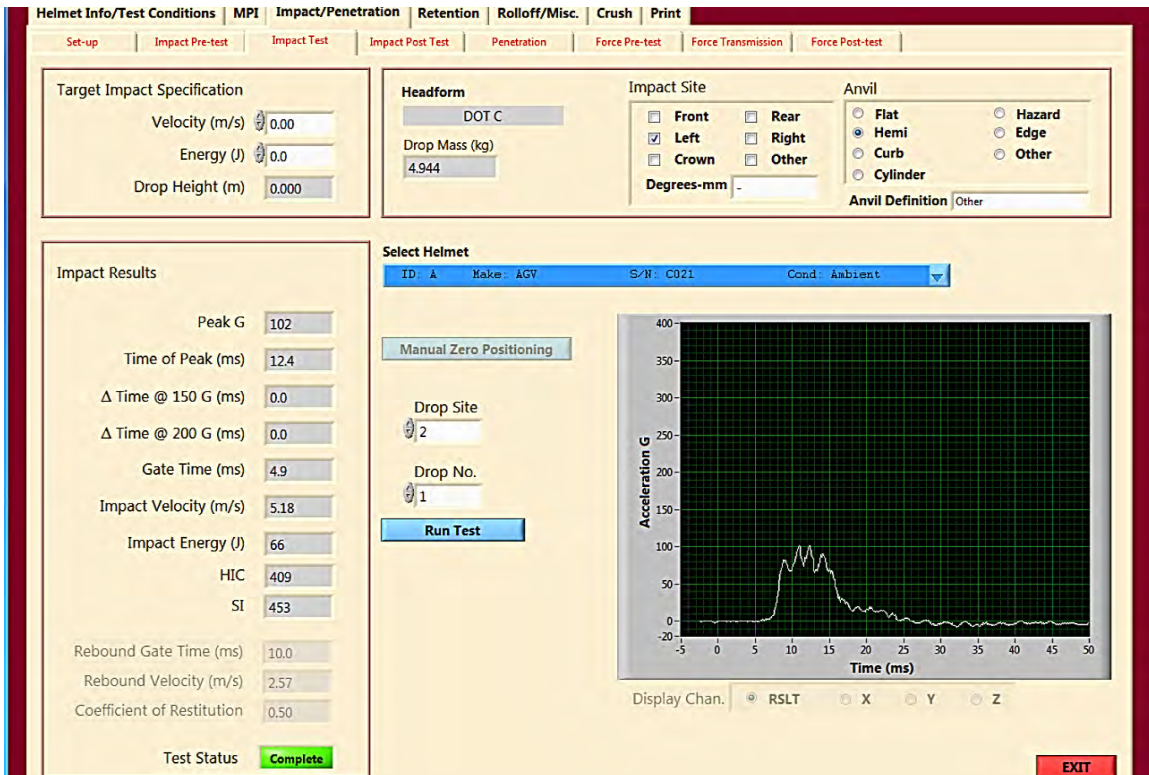 Helmet Info/Test Conditions MPI Impact/Penetration Retention Rolloff/Misc. Crush Print
Set-up Impact Pre-test Impact Test Impact Post Test Penetration Force Pre-test Force Transmission Force Post-test
Target Impact Specification
Velocity (m/s) 0.00
Energy (J) 0.0
Drop Height (m) 0.000
Headform
DOT C
Drop Mass (kg)
4.944
Impact Site
Front Rear
Left Right
Crown Other
Degrees-mm -
Anvil
Flat Hazard
Hemi Edge
Curb Other
Cylinder
Anvil Definition Other
Impact Results
Peak G 102
Time of Peak (ms) 12.4
Δ Time @ 150 G (ms) 0.0
Δ Time @ 200 G (ms) 0.0
Gate Time (ms) 4.9
Impact Velocity (m/s) 5.18
Impact Energy (J) 66
HIC 409
SI 453
Rebound Gate Time (ms) 10.0
Rebound Velocity (m/s) 2.57
Coefficient of Restitution 0.50
Test Status Complete
Select Helmet
ID: A Make: AGV S/N: C021 Cond: Ambient
Manual Zero Positioning
Drop Site
2
Drop No.
1
Run Test
Acceleration G
400
350
300
250
200
150
100
50
0
-20
-5 0 5 10 15 20 25 30 35 40 45 50
Time (ms)
Display Chan. RSLT X Y Z
EXIT